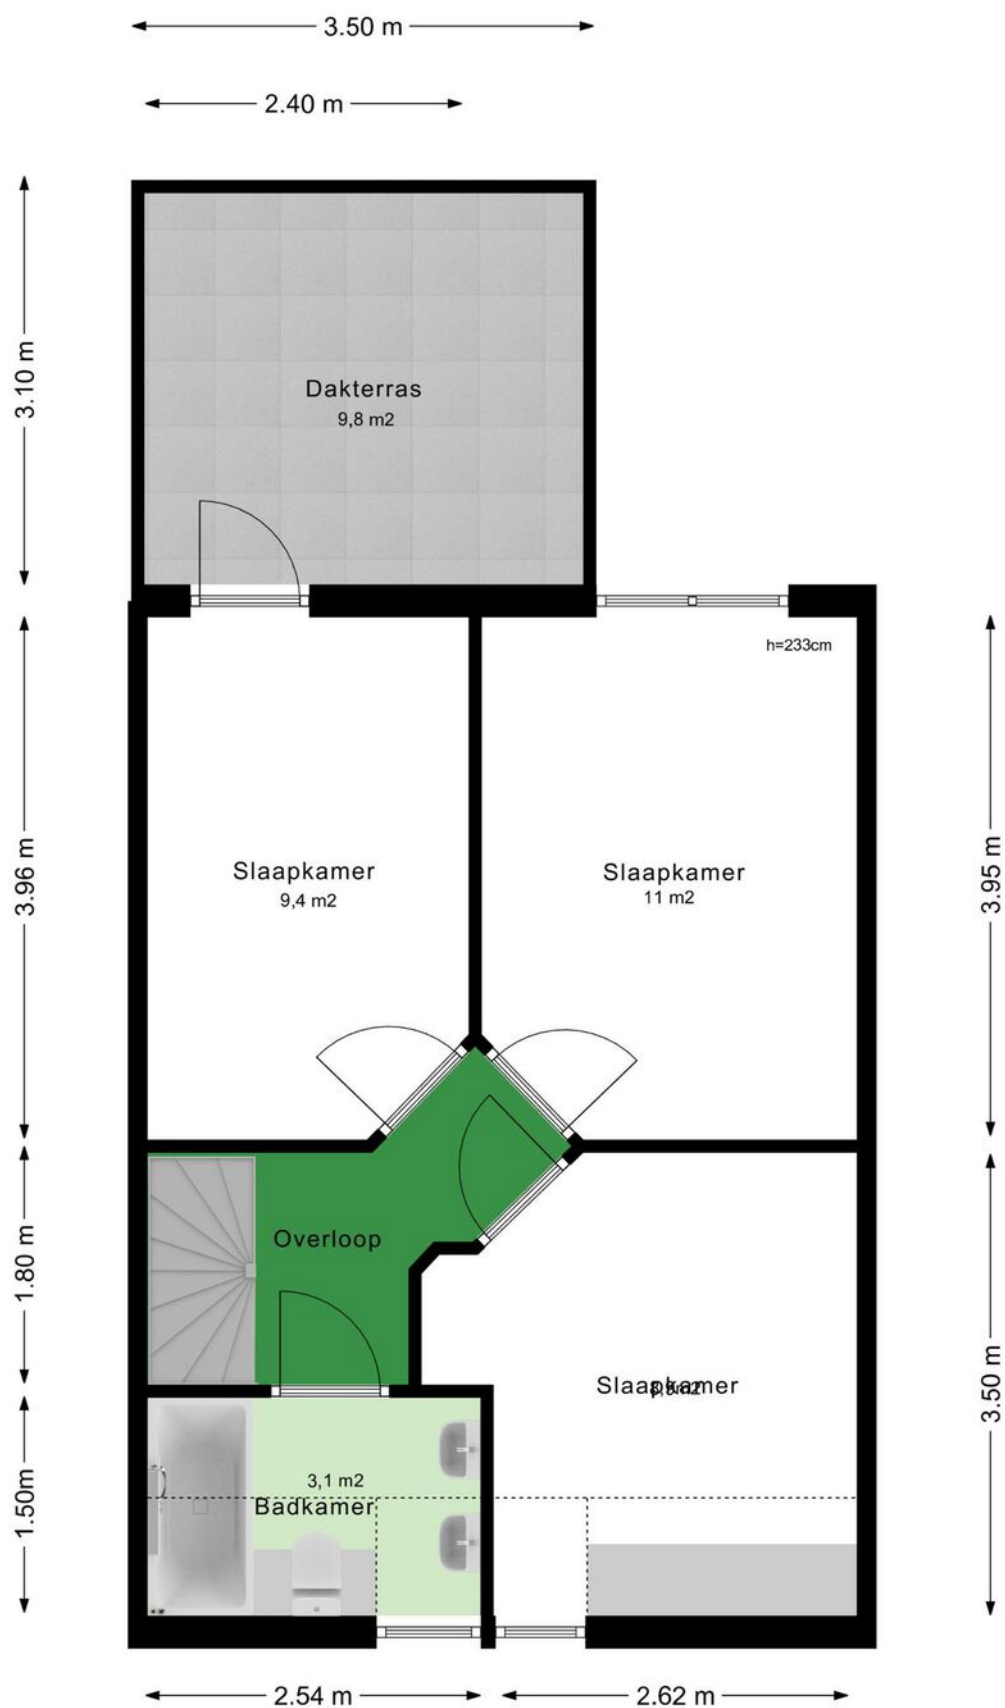 3.50 m
2.40 m
3.10 m
Dakterras
9,8 m2
h=233cm
3.96 m
Slaapkamer
9,4 m2
Slaapkamer
11 m2
3.95 m
1.80 m
Overloop
Slaapkamer
3.50 m
1.50m
3,1 m2
Badkamer
2.54 m
2.62 m